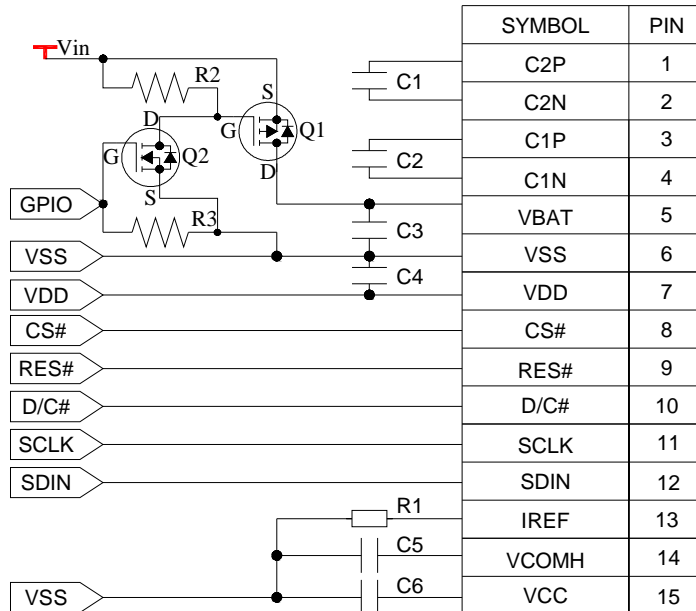 SYMBOL PIN
Vin
R2
C1
C2P 1
S
C2N 2
D
G
Q1
C1P 3
G
Q2
C2
D
C1N 4
S
GPIO
R3
C3
VBAT 5
VSS
VSS 6
C4
VDD
VDD 7
CS#
CS# 8
RES#
RES# 9
D/C#
D/C# 10
SCLK
SCLK 11
SDIN
SDIN 12
R1
IREF 13
C5
VCOMH 14
C6
VSS
VCC 15